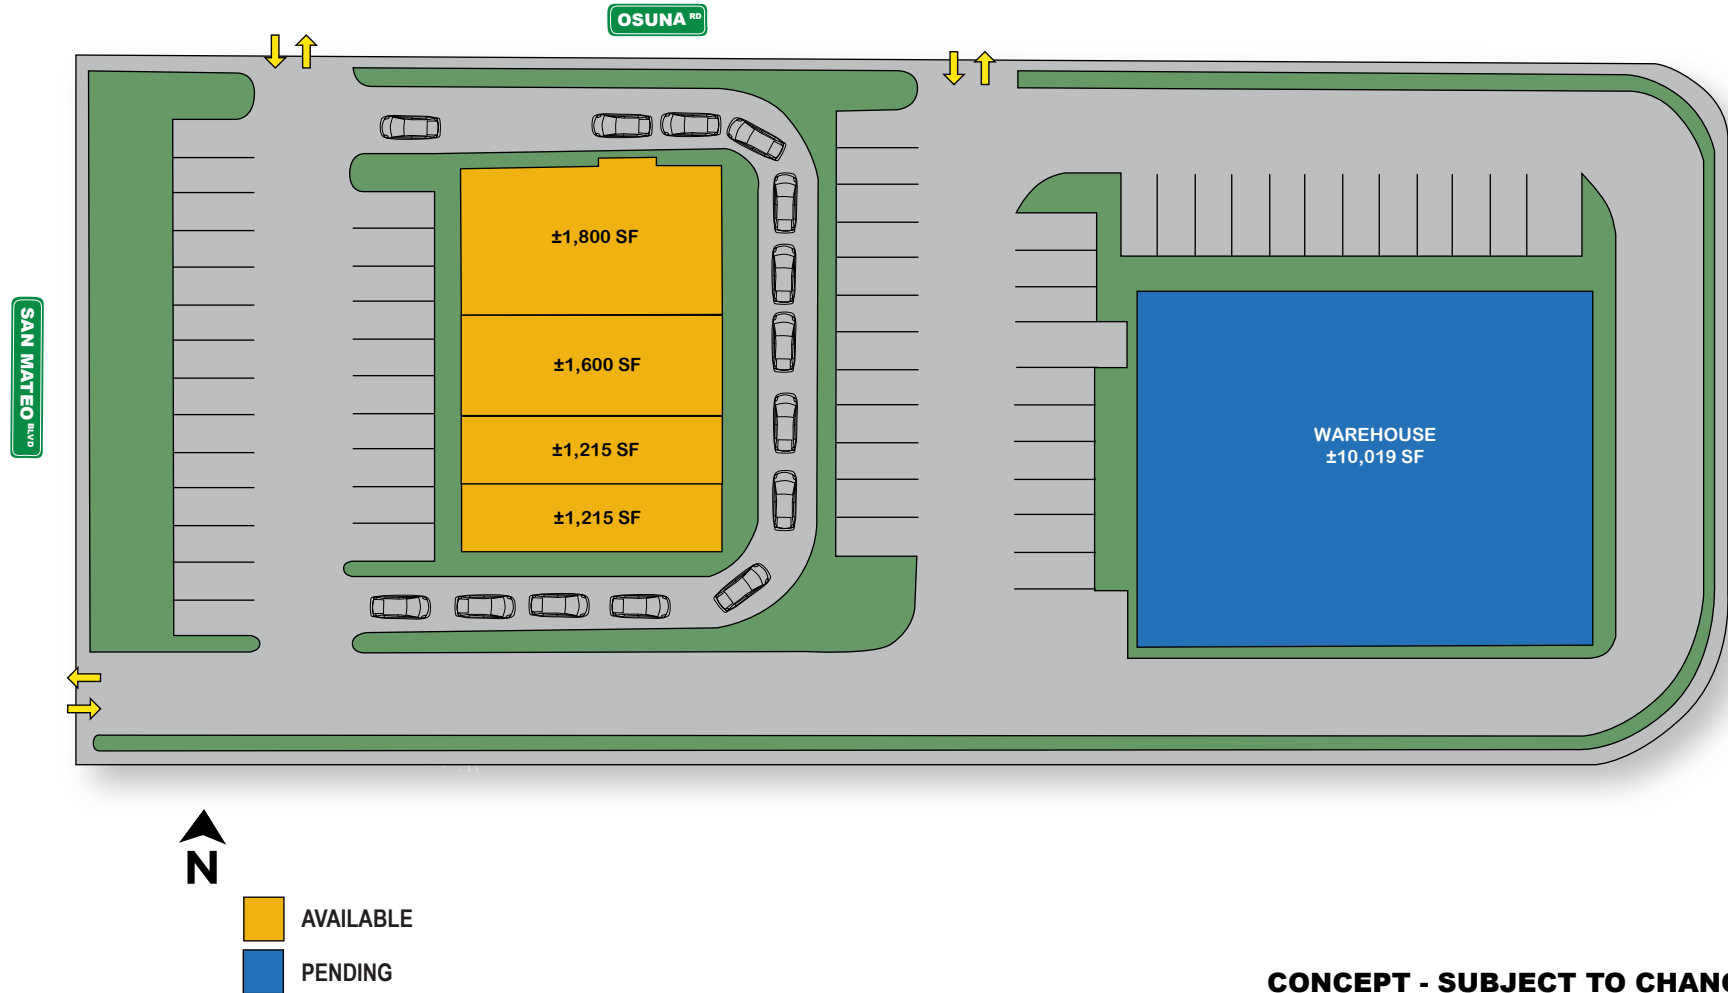 OSUNA RD
SAN MATEO BLVD
±1,800 SF
±1,600 SF
±1,215 SF
±1,215 SF
WAREHOUSE
±10,019 SF
N
AVAILABLE
PENDING
CONCEPT - SUBJECT TO